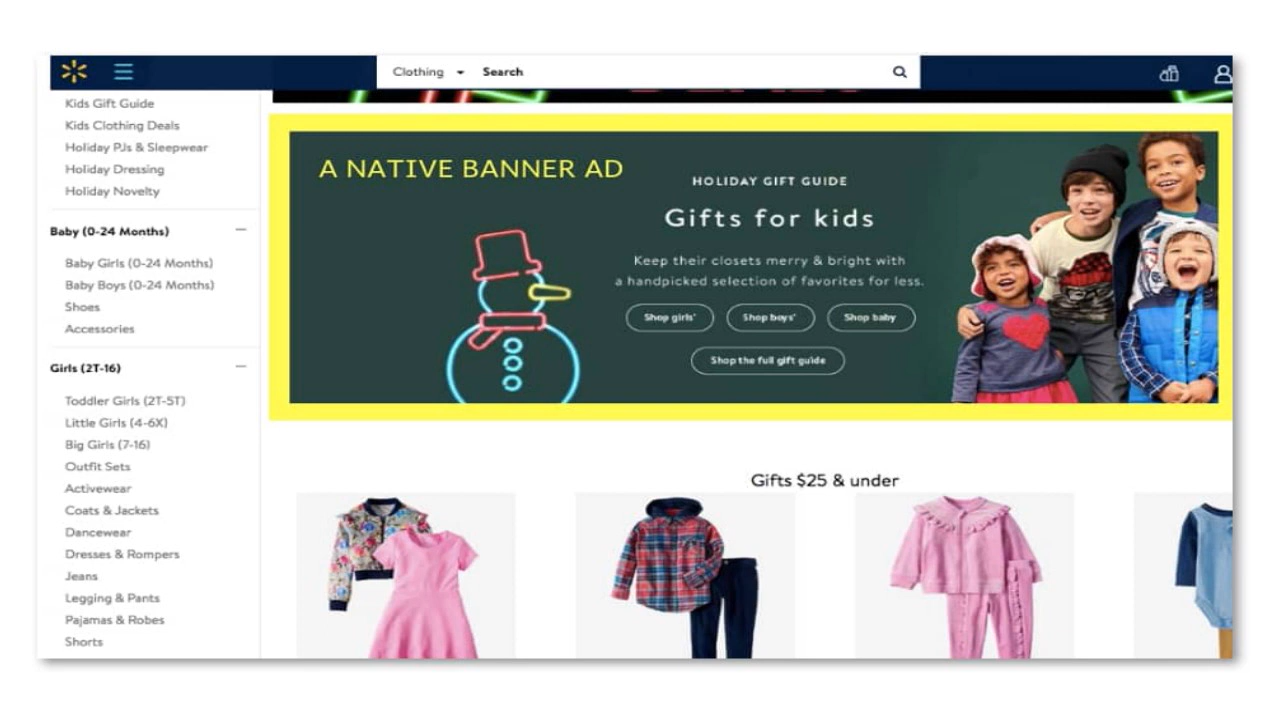 Clothing
Search
Kids Gift Guide
Kids Clothing Deals
Holiday PJs & Sleepwear
Holiday Dressing
Holiday Novelty
Baby (0-24 Months)
Baby Girls (0-24 Months)
Baby Boys (0-24 Months)
Shoes
Accessories
Girls (2T-16)
Toddler Girls (2T-5T)
Little Girls (4-6X)
Big Girls (7-16)
Outfit Sets
Activewear
Coats & Jackets
Dancewear
Dresses & Rompers
Jeans
Legging & Pants
Pajamas & Robes
Shorts
A NATIVE BANNER AD
HOLIDAY GIFT GUIDE
Gifts for kids
Keep their closets merry & bright with
a handpicked selection of favorites for less.
Shop girls'
Shop boys'
Shop baby
Shop the full gift guide
Gifts $25 & under